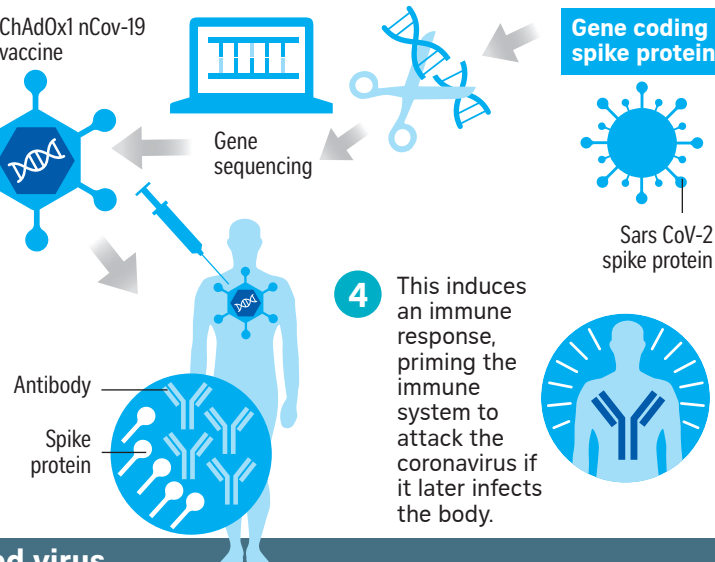 ChAdOx1 nCov-19
vaccine
Gene coding
spike protein
Gene
sequencing
Sars CoV-2
spike protein
4
This induces
an immune
response,
priming the
immune
system to
attack the
coronavirus if
it later infects
the body.
Antibody
Spike
protein
virus